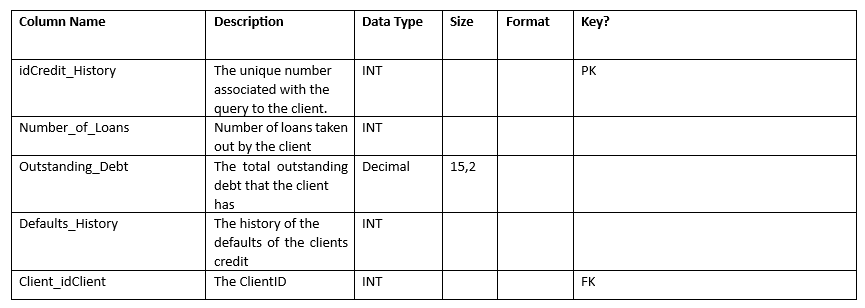 Column Name Description Data Type Size Format Key?
idCredit_History The unique number INT PK
associated with the
query to the client.
Number_of_Loans Number of loans taken INT
out by the client
Outstanding_Debt The total outstanding Decimal 15,2
debt that the client
has
Defaults_History The history of the INT
defaults of the clients
credit
Client_idClient The ClientID INT FK